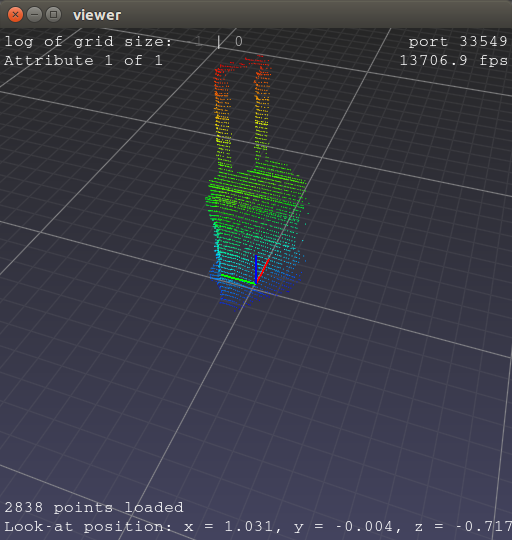 viewer
log of grid size: -1 | 0
port 33549
Attribute 1 of 1
13706.9 fps
2838 points loaded
Look-at position: x = 1.031, y = -0.004, z = -0.717